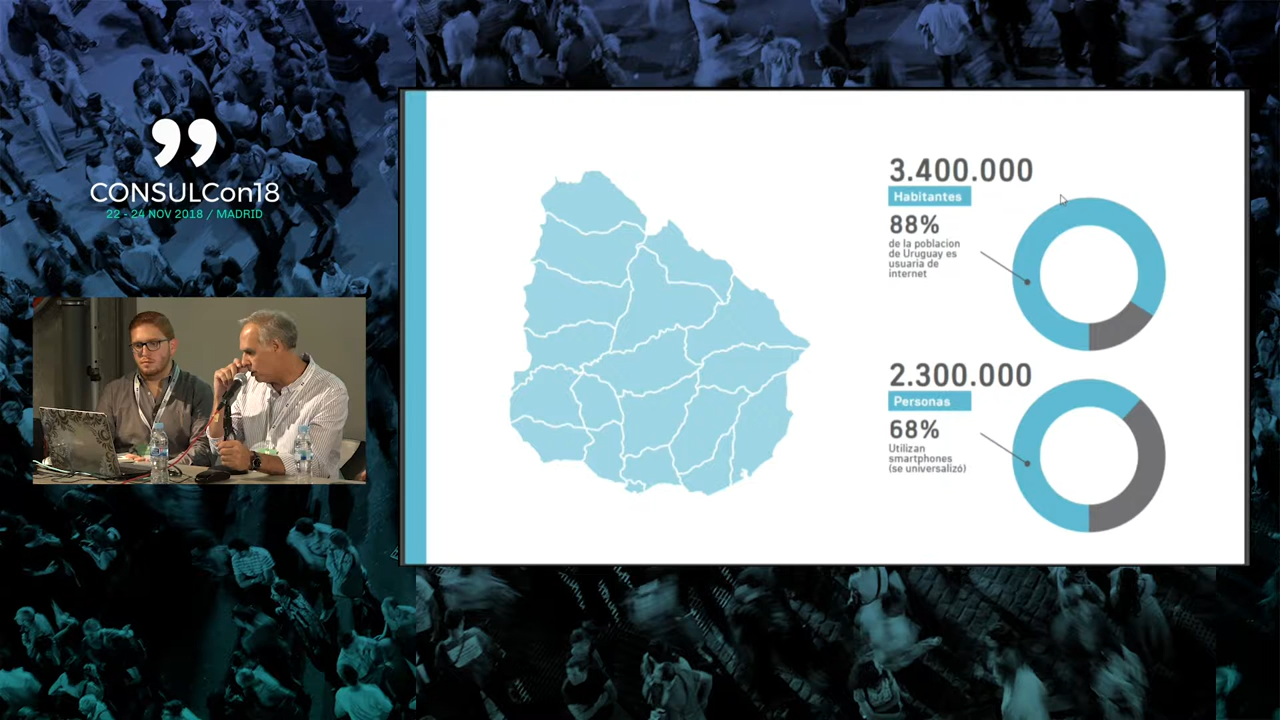 CONSULCon18
22 - 24 NOV 2018 / MADRID
3.400.000
Habitantes
88%
de la poblacion
de Uruguay es
usuaria de
internet
2.300.000
Personas
68%
Utilizan
smartphones
(se universalizó)